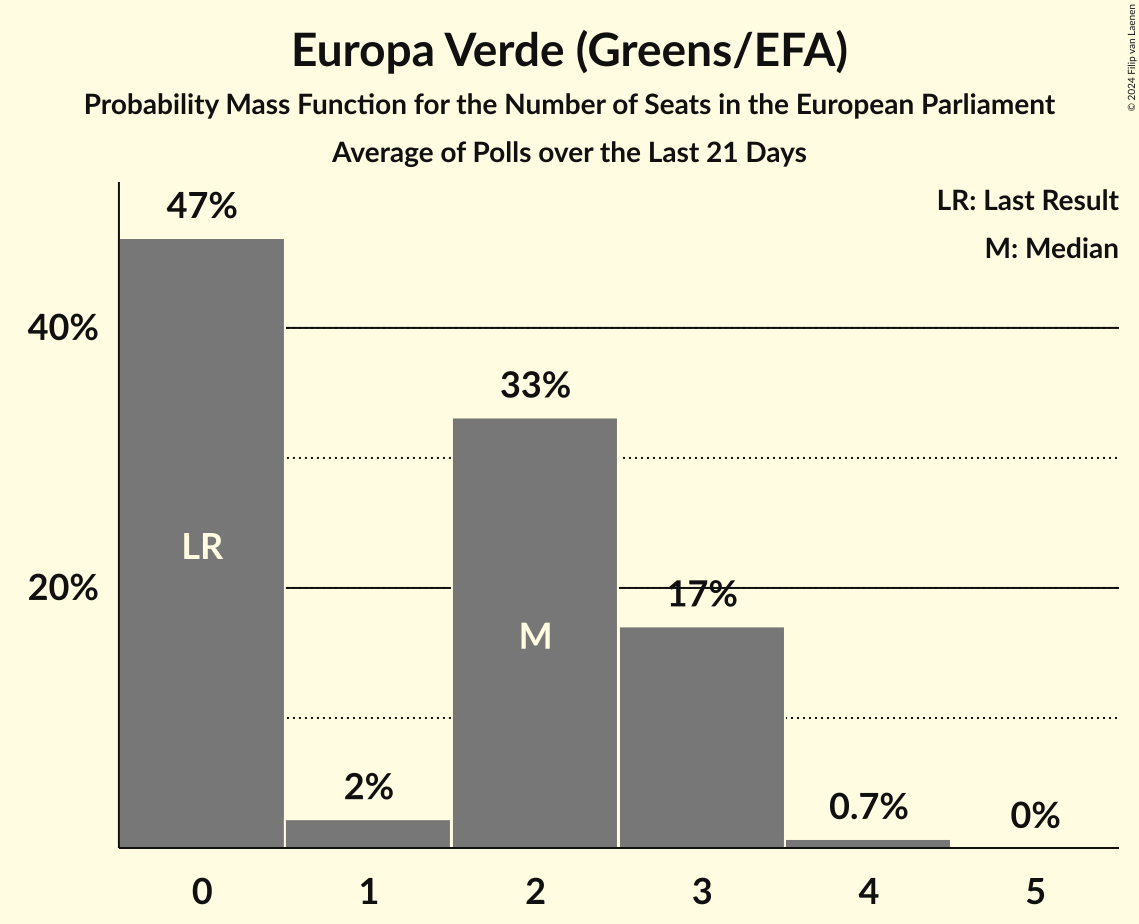 Europa Verde (Greens/EFA)
Probability Mass Function for the Number of Seats in the European Parliament
Average of Polls over the Last 21 Days
© 2024 Filip van Laenen
LR: Last Result
M: Median
47%
40%
33%
LR
20%
17%
M
2%
0.7%
0%
0 1 2 3 4 5